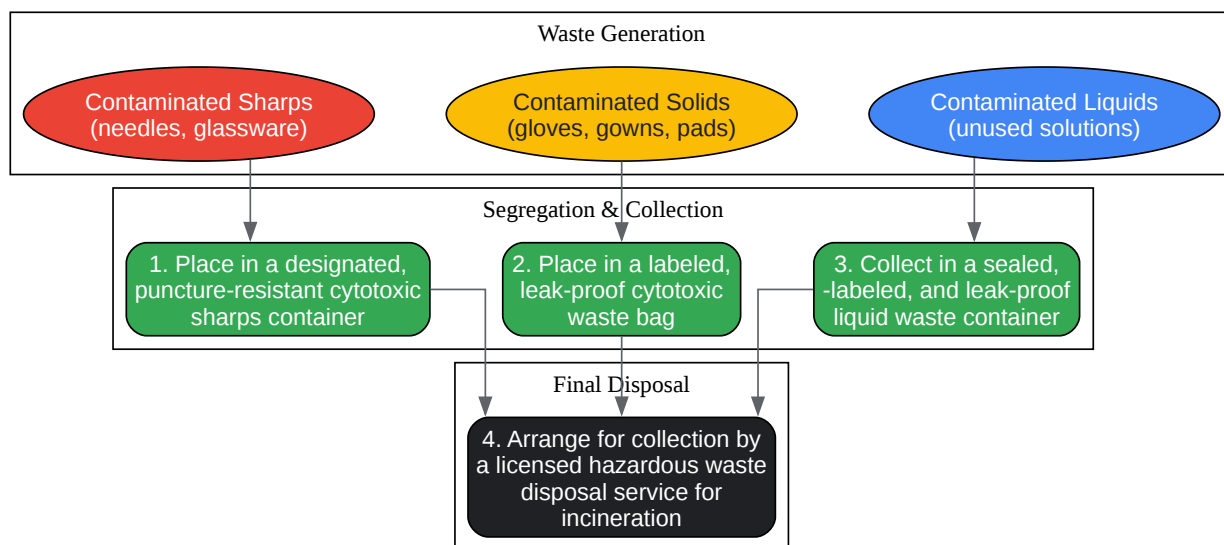 Waste Generation
Contaminated Sharps
(needles, glassware)
Contaminated Solids
(gloves, gowns, pads)
Contaminated Liquids
(unused solutions)
Segregation & Collection
1. Place in a designated,
puncture-resistant cytotoxic
sharps container
2. Place in a labeled,
leak-proof cytotoxic
waste bag
3. Collect in a sealed,
-labeled, and leak-proof
liquid waste container
Final Disposal
4. Arrange for collection by
a licensed hazardous waste
disposal service for
incineration